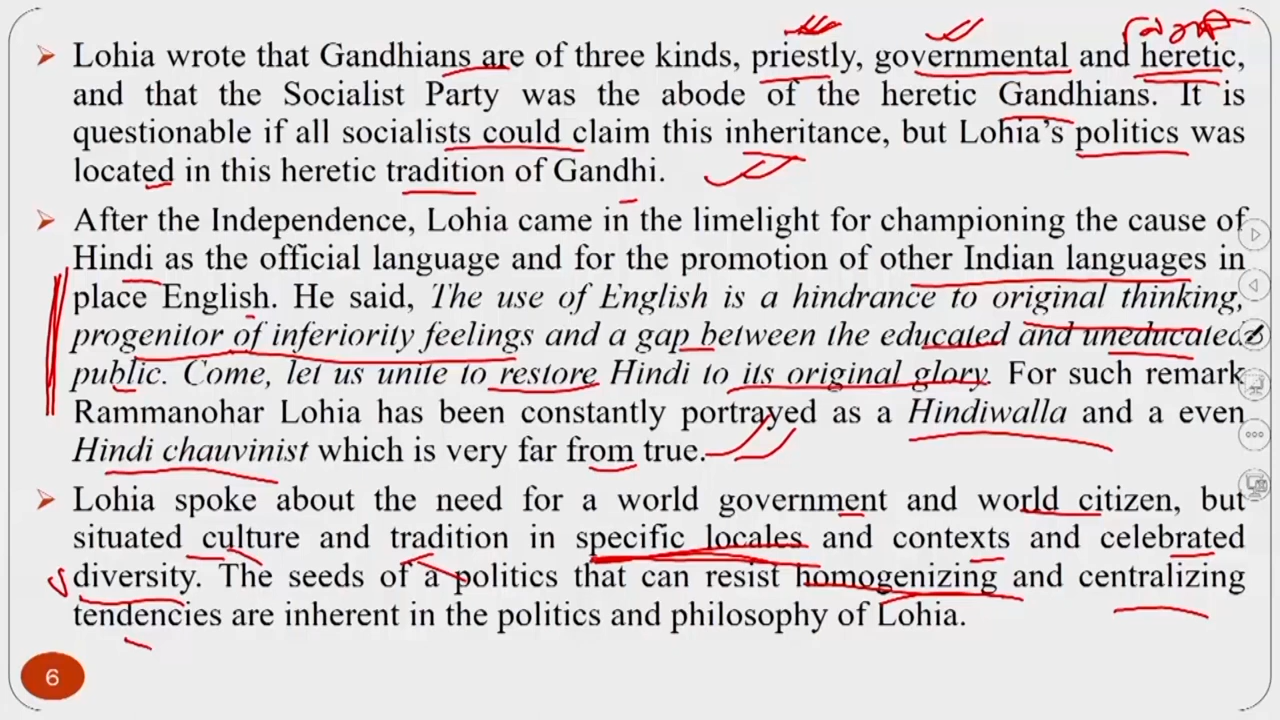 ➤ Lohia wrote that Gandhians are of three kinds, priestly, governmental and heretic,
and that the Socialist Party was the abode of the heretic Gandhians. It is
questionable if all socialists could claim this inheritance, but Lohia's politics was
located in this heretic tradition of Gandhi.
➤ After the Independence, Lohia came in the limelight for championing the cause of
Hindi as the official language and for the promotion of other Indian languages in
place English. He said, The use of English is a hindrance to original thinking,
progenitor of inferiority feelings and a gap between the educated and uneducated
public. Come, let us unite to restore Hindi to its original glory. For such remark
Rammanohar Lohia has been constantly portrayed as a Hindiwalla and a even
Hindi chauvinist which is very far from true.
➤ Lohia spoke about the need for a world government and world citizen, but
situated culture and tradition in specific locales and contexts and celebrated
diversity. The seeds of a politics that can resist homogenizing and centralizing
tendencies are inherent in the politics and philosophy of Lohia.
6